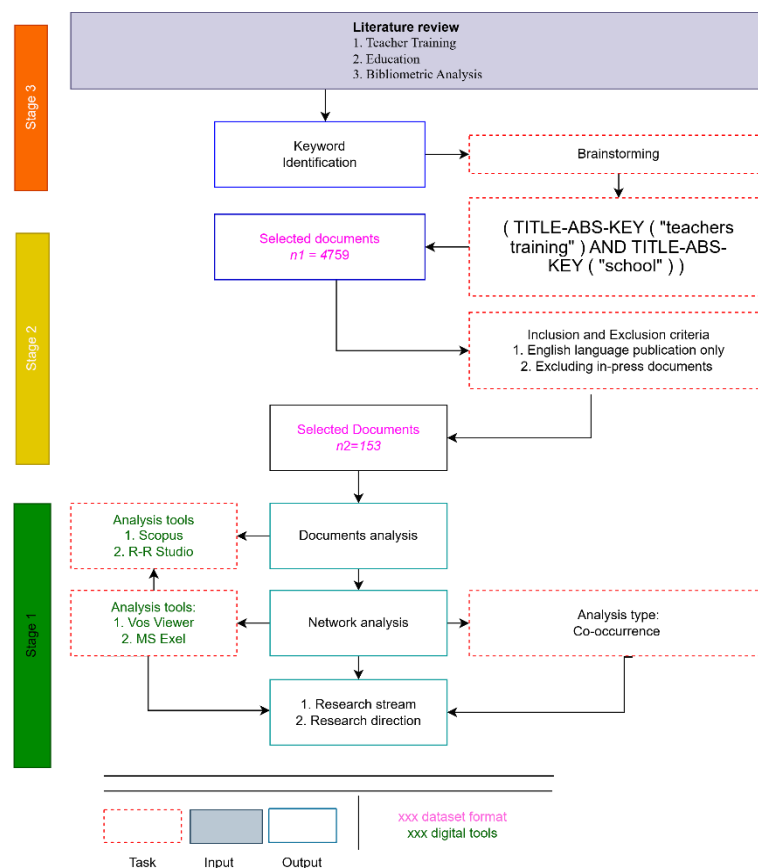 Literature review
1. Teacher Training
2. Education
3. Bibliometric Analysis
Stage 3
Keyword
Identification
Brainstorming
Selected documents
n1 = 4759
( TITLE-ABS-KEY ( "teachers
training" ) AND TITLE-ABS-
KEY ( "school" ) )
Stage 2
Inclusion and Exclusion criteria
1. English language publication only
2. Excluding in-press documents
Selected Documents
n2=153
Stage 1
Analysis tools
1. Scopus
2. R-R Studio
Documents analysis
Analysis tools:
1. Vos Viewer
2. MS Exel
Network analysis
Analysis type:
Co-occurrence
1. Research stream
2. Research direction
xxx dataset format
xxx digital tools
Task
Input
Output